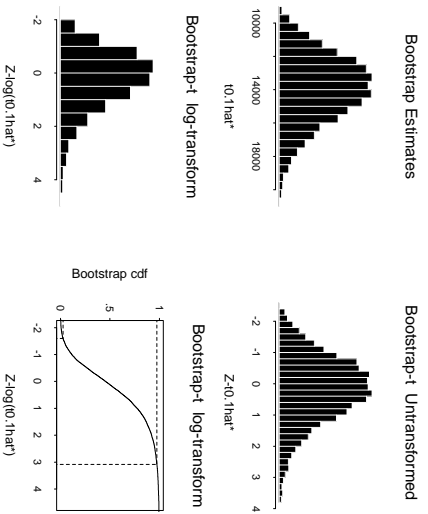 Bootstrap Estimates
10000
14000
18000
t0.1hat*
Bootstrap-t Untransformed
-2
-1
0
1
2
3
4
Z-t0.1hat*
Bootstrap-t log-transform
-2
0
2
4
Z-log(t0.1hat*)
Bootstrap-t log-transform
Bootstrap cdf
0
.5
1
-2
-1
0
1
2
3
4
Z-log(t0.1hat*)